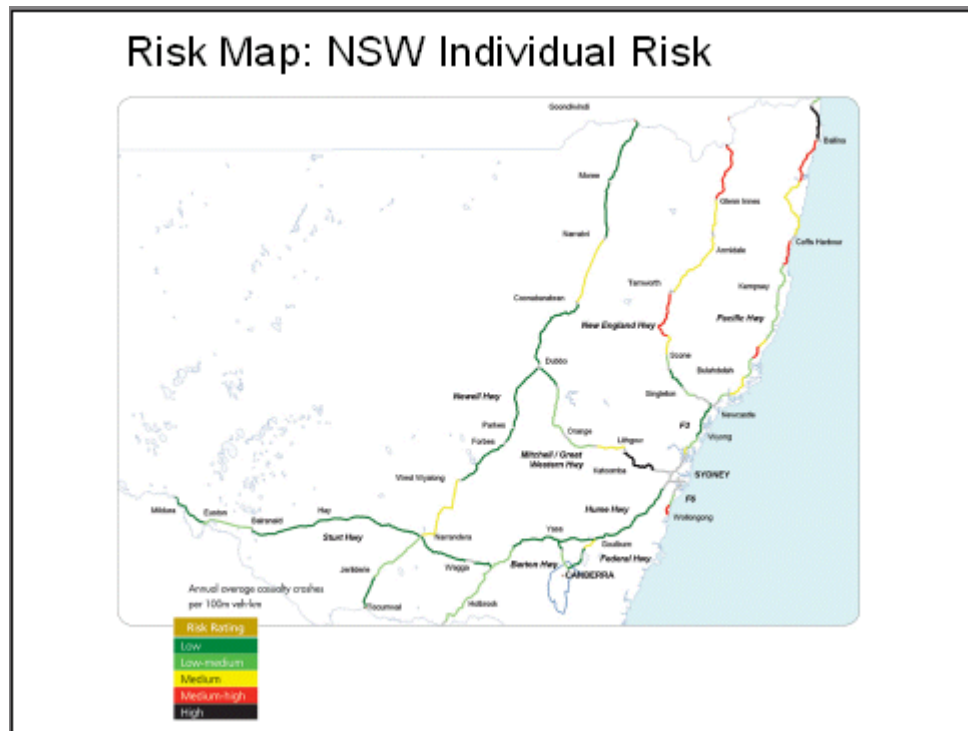 Risk Map: NSW Individual Risk
Goondiwindi
Ballina
Moree
Glenn Innes
Narrabri
Armidale
Coffs Harbour
Tamworth
Kempsey
Coonabarabran
New England Hwy
Pacific Hwy
Scone
Dubbo
Bulahdelah
Singleton
Newell Hwy
Newcastle
F3
Parkes
Orange
Wyong
Forbes
Lithgow
Mitchell / Great
Western Hwy
Katoomba
West Wyalong
SYDNEY
F6
Mildura
Euston
Hay
Hume Hwy
Balranald
Wollongong
Yass
Sturt Hwy
Narrandera
Goulburn
Federal Hwy
Jerilderie
Wagga
Barton Hwy
CANBERRA
Annual average casualty crashes
per 100m veh-km
Tocumwal
Holbrook
Risk Rating
Low
Low-medium
Medium
Medium-high
High